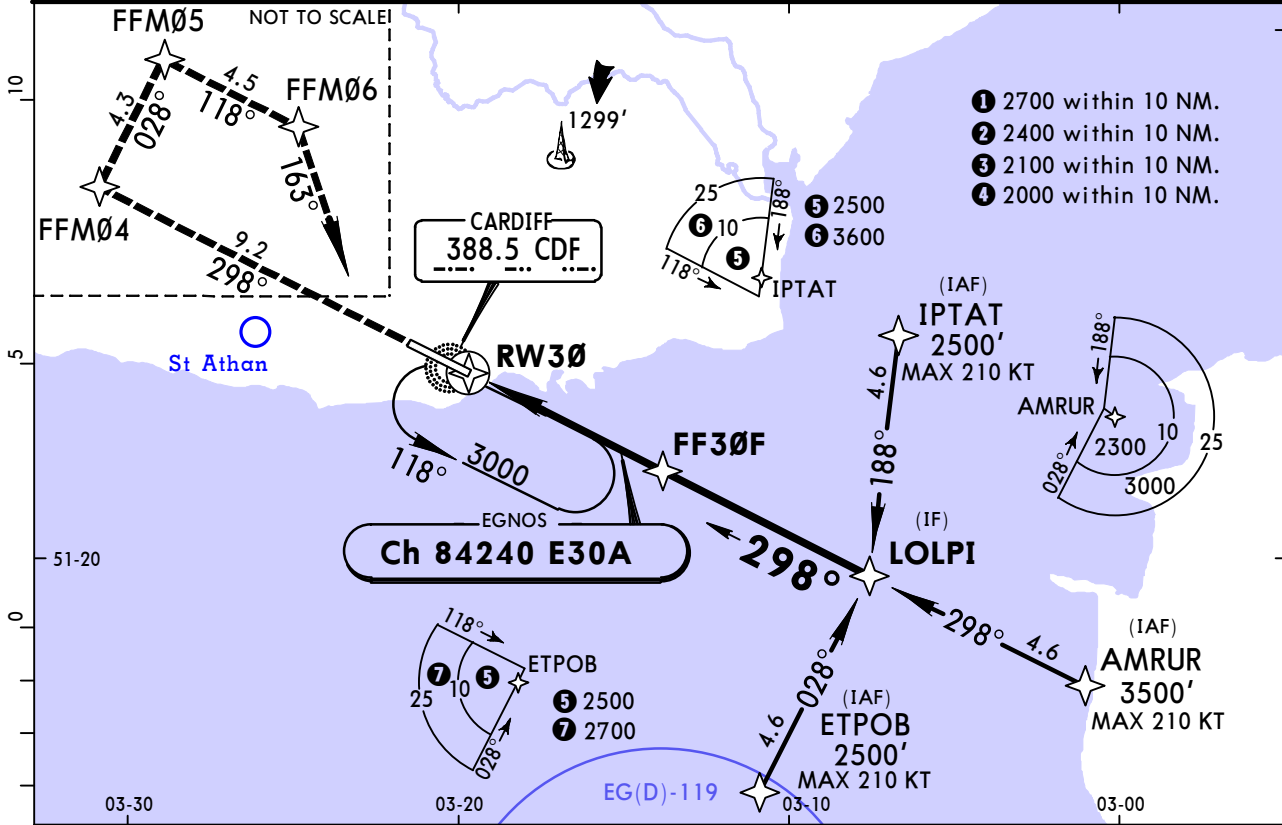 NOT TO SCALE
FFMØ5
4.5
118°
FFMØ6
4.3
028°
163°
FFMØ4
9.2
298°
10
5
0
1299'
❶ 2700 within 10 NM.
❷ 2400 within 10 NM.
❸ 2100 within 10 NM.
❹ 2000 within 10 NM.
CARDIFF
388.5 CDF
25
❻ 10
❺
188°
118°
IPTAT
❺ 2500
❻ 3600
(IAF)
IPTAT
2500'
MAX 210 KT
4.6
188°
188°
AMRUR
2300
10
25
028°
3000
St Athan
RW3Ø
118°
3000
FF3ØF
EGNOS
Ch 84240 E30A
298°
(IF)
LOLPI
51-20
298°
4.6
(IAF)
AMRUR
3500'
MAX 210 KT
118°
❼
25
10
❺
028°
ETPOB
❺ 2500
❼ 2700
4.6
028°
(IAF)
ETPOB
2500'
MAX 210 KT
EG(D)-119
03-30
03-20
03-10
03-00